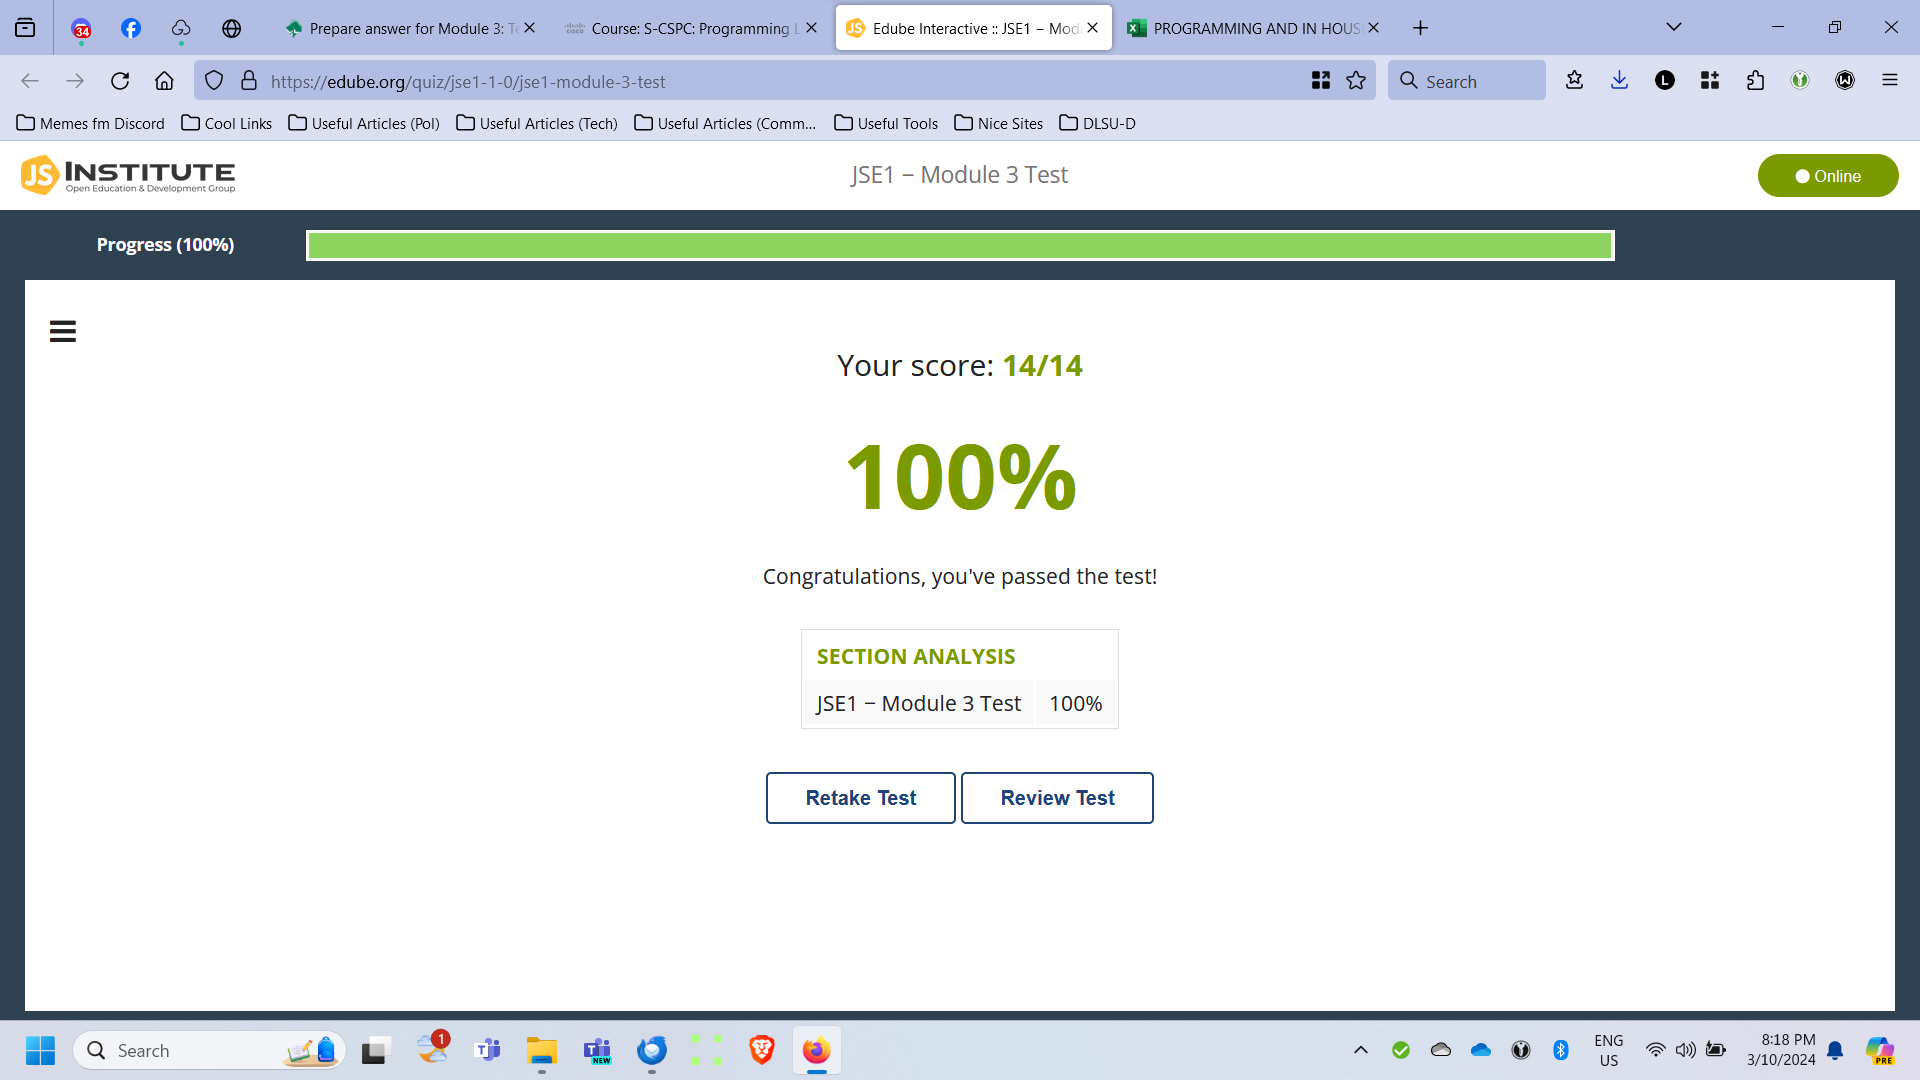 34
Prepare answer for Module 3: Te
Course: S-CSPC: Programming L
JS
Edube Interactive :: JSE1 – Mod
PROGRAMMING AND IN HOUS
https://edube.org/quiz/jse1-1-0/jse1-module-3-test
Search
L
Memes fm Discord
Cool Links
Useful Articles (Pol)
Useful Articles (Tech)
Useful Articles (Comm...
Useful Tools
Nice Sites
DLSU-D
JS INSTITUTE
Open Education & Development Group
JSE1 – Module 3 Test
Online
Progress (100%)
Your score: 14/14
100%
Congratulations, you've passed the test!
SECTION ANALYSIS
JSE1 – Module 3 Test 100%
Retake Test
Review Test
Search
1
NEW
ENG
US
8:18 PM
3/10/2024
PRE